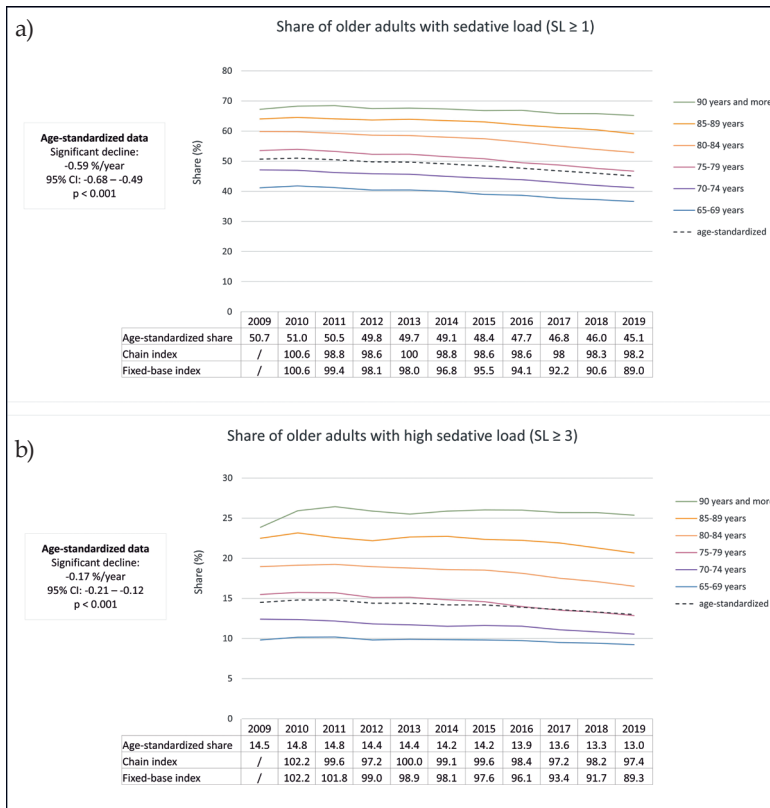 a)
Share of older adults with sedative load (SL ≥ 1)
Age-standardized data
Significant decline:
-0.59 %/year
95% CI: -0.68 – -0.49
p < 0.001
Share (%)
80
70
60
50
40
30
20
10
0
90 years and more
85-89 years
80-84 years
75-79 years
70-74 years
65-69 years
age-standardized
2009 2010 2011 2012 2013 2014 2015 2016 2017 2018 2019
Age-standardized share 50.7 51.0 50.5 49.8 49.7 49.1 48.4 47.7 46.8 46.0 45.1
Chain index / 100.6 98.8 98.6 100 98.8 98.6 98.6 98 98.3 98.2
Fixed-base index / 100.6 99.4 98.1 98.0 96.8 95.5 94.1 92.2 90.6 89.0
b)
Share of older adults with high sedative load (SL ≥ 3)
Age-standardized data
Significant decline:
-0.17 %/year
95% CI: -0.21 – -0.12
p < 0.001
Share (%)
30
25
20
15
10
5
0
90 years and more
85-89 years
80-84 years
75-79 years
70-74 years
65-69 years
age-standardized
2009 2010 2011 2012 2013 2014 2015 2016 2017 2018 2019
Age-standardized share 14.5 14.8 14.8 14.4 14.4 14.2 14.2 13.9 13.6 13.3 13.0
Chain index / 102.2 99.6 97.2 100.0 99.1 99.6 98.4 97.2 98.2 97.4
Fixed-base index / 102.2 101.8 99.0 98.9 98.1 97.6 96.1 93.4 91.7 89.3